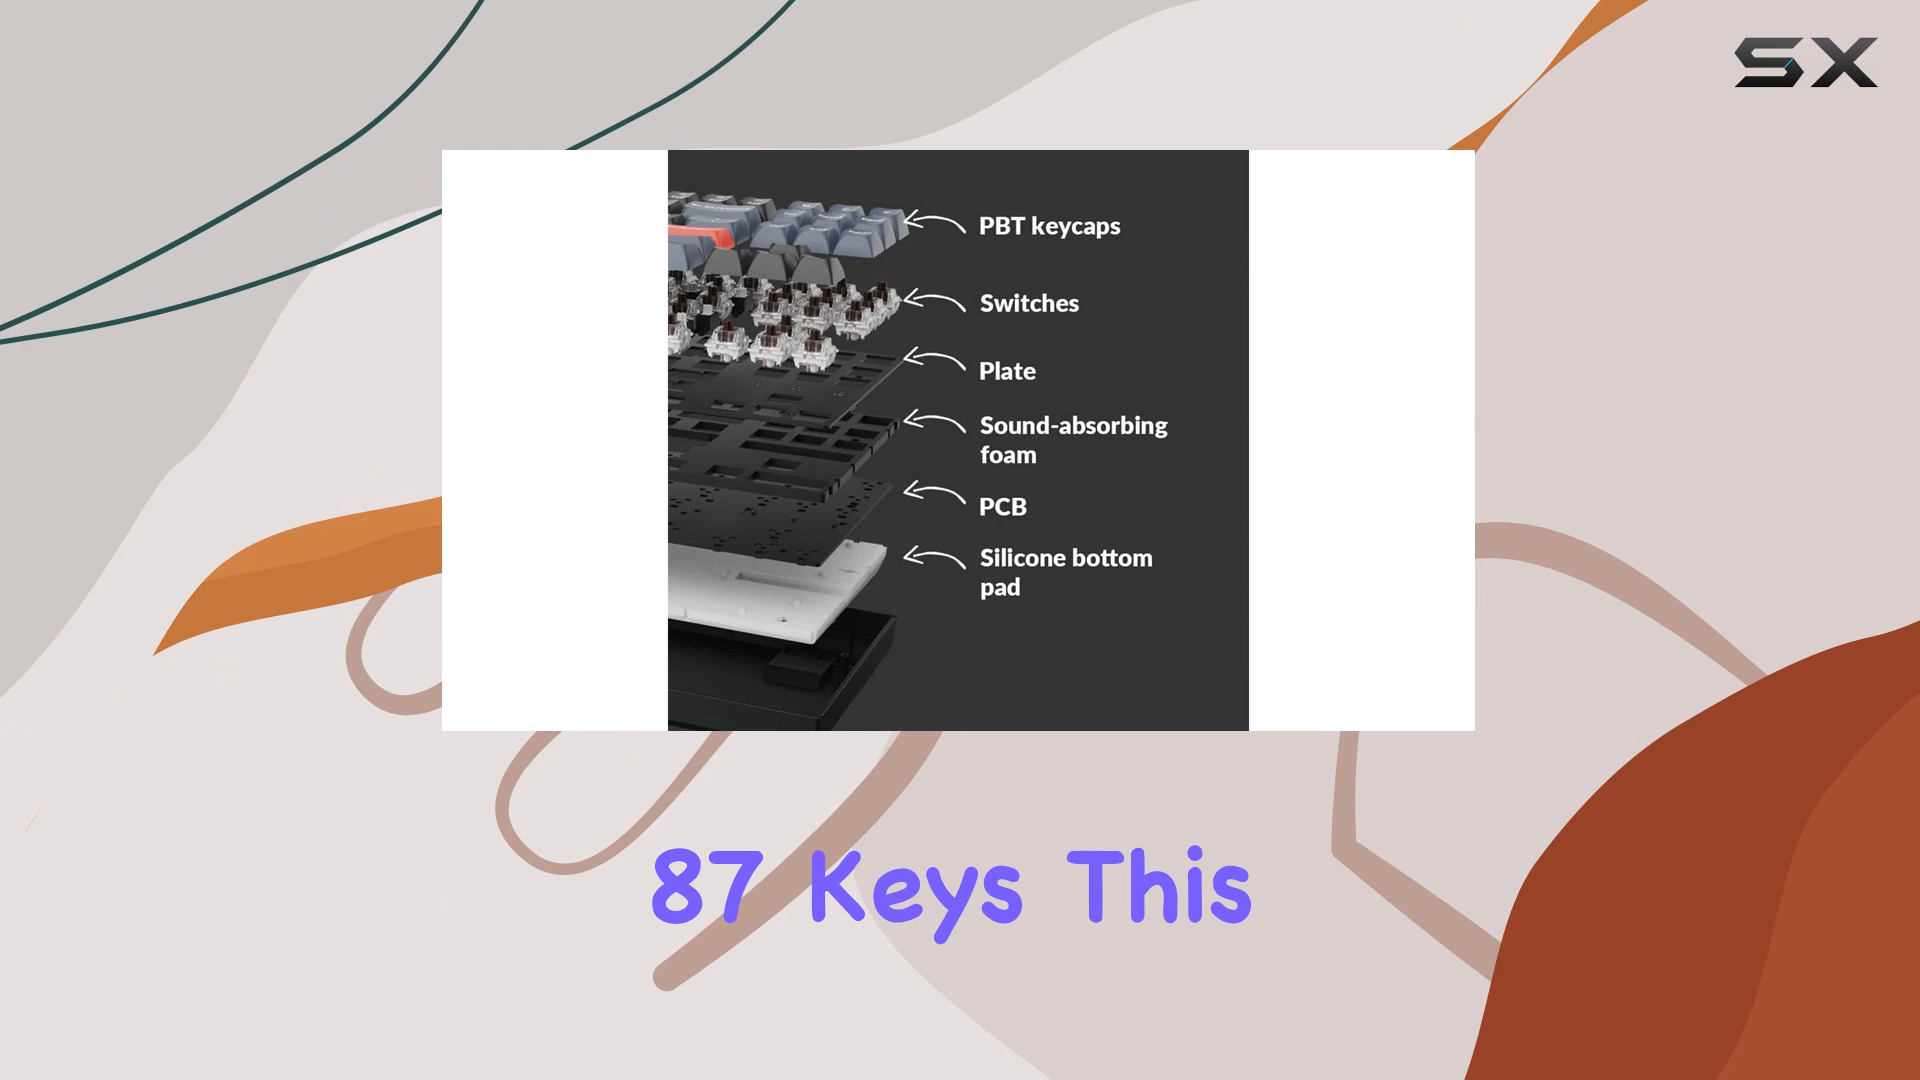 SX
PBT keycaps
Switches
Plate
Sound-absorbing
foam
PCB
Silicone bottom
pad
87 Keys This